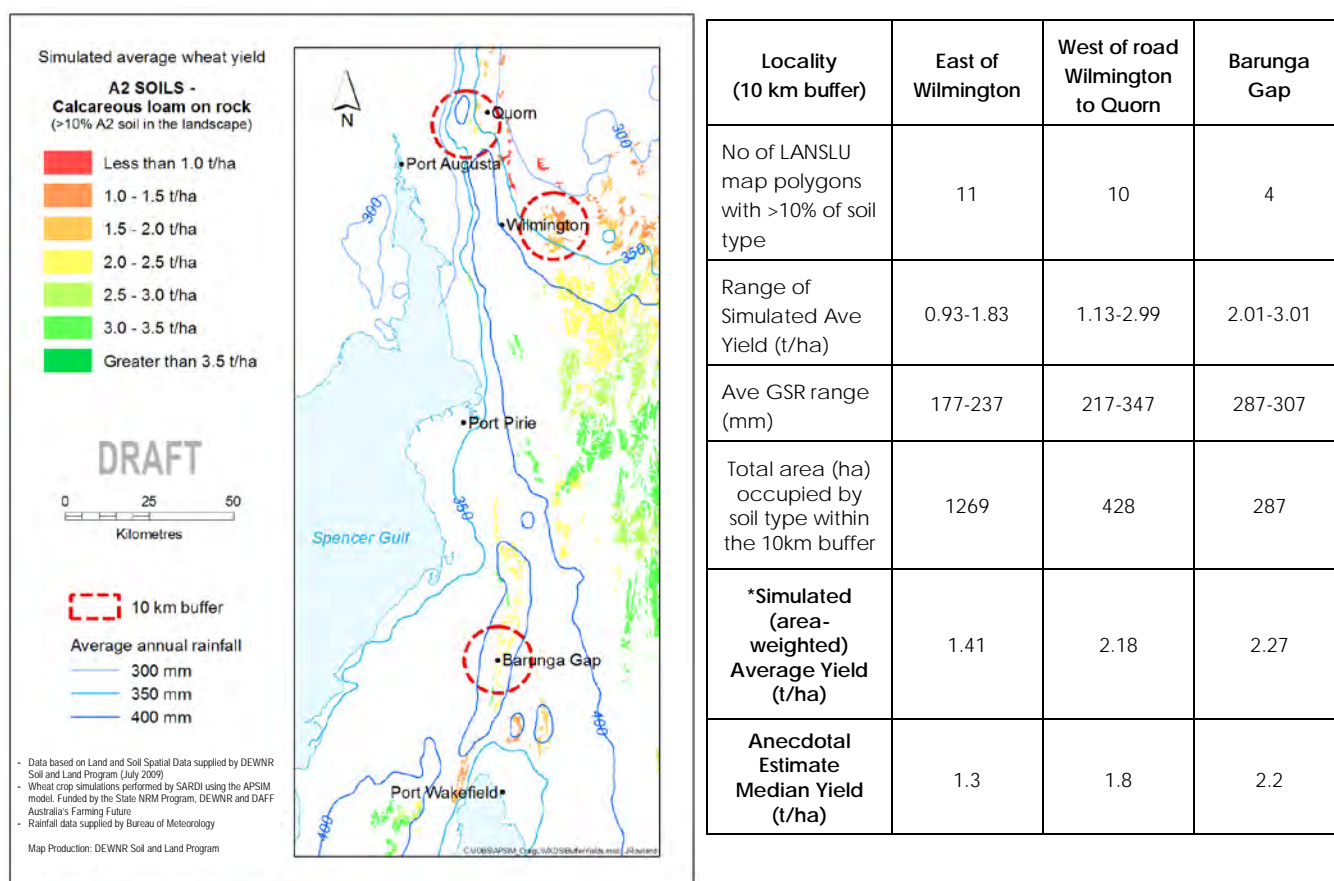 Simulated average wheat yield
A2 SOILS -
Calcareous loam on rock
(>10% A2 soil in the landscape)
Less than 1.0 t/ha
1.0 - 1.5 t/ha
1.5 - 2.0 t/ha
2.0 - 2.5 t/ha
2.5 - 3.0 t/ha
3.0 - 3.5 t/ha
Greater than 3.5 t/ha
DRAFT
0 25 50
Kilometres
10 km buffer
Average annual rainfall
300 mm
350 mm
400 mm
- Data based on Land and Soil Spatial Data supplied by DEWNR
Soil and Land Program (July 2009)
- Wheat crop simulations performed by SARDI using the APSIM
model. Funded by the State NRM Program, DEWNR and DAFF
Australia's Farming Future
- Rainfall data supplied by Bureau of Meteorology
Map Production: DEWNR Soil and Land Program
N
Quorn
300
Port Augusta
300
Wilmington
350
Port Pirie
350
Spencer Gulf
Barunga Gap
400
Port Wakefield
400
Locality
(10 km buffer)
East of
Wilmington
West of road
Wilmington
to Quorn
Barunga
Gap
No of LANSLU
map polygons
with >10% of soil
type
11
10
4
Range of
Simulated Ave
Yield (t/ha)
0.93-1.83
1.13-2.99
2.01-3.01
Ave GSR range
(mm)
177-237
217-347
287-307
Total area (ha)
occupied by
soil type within
the 10km buffer
1269
428
287
*Simulated
(area-
weighted)
Average Yield
(t/ha)
1.41
2.18
2.27
Anecdotal
Estimate
Median Yield
(t/ha)
1.3
1.8
2.2